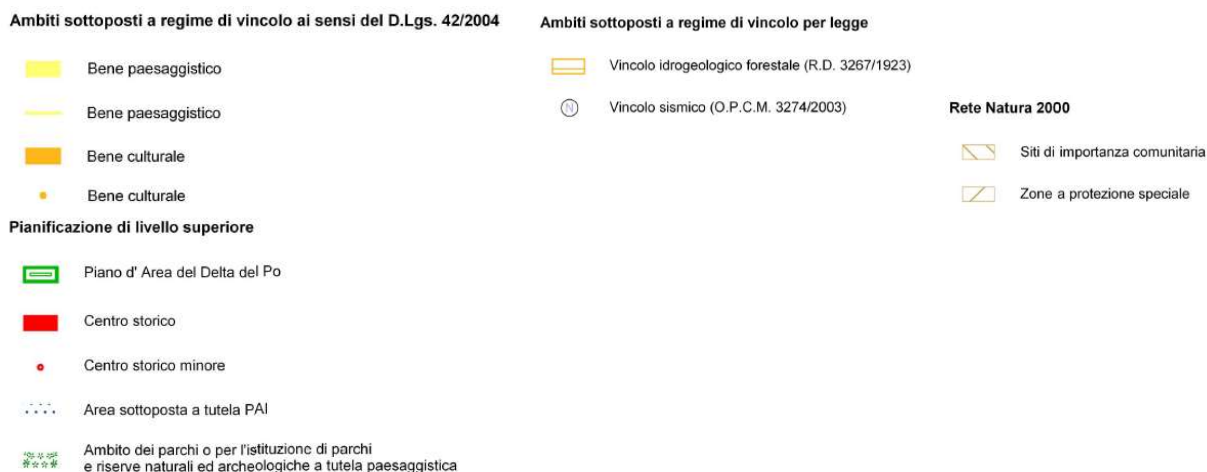 Ambiti sottoposti a regime di vincolo ai sensi del D.Lgs. 42/2004
Bene paesaggistico
Bene paesaggistico
Bene culturale
Bene culturale
Pianificazione di livello superiore
Piano d' Area del Delta del Po
Centro storico
Centro storico minore
Area sottoposta a tutela PAI
Ambito dei parchi o per l'istituzione di parchi
e riserve naturali ed archeologiche a tutela paesaggistica
Ambiti sottoposti a regime di vincolo per legge
Vincolo idrogeologico forestale (R.D. 3267/1923)
N
Vincolo sismico (O.P.C.M. 3274/2003)
Rete Natura 2000
Siti di importanza comunitaria
Zone a protezione speciale